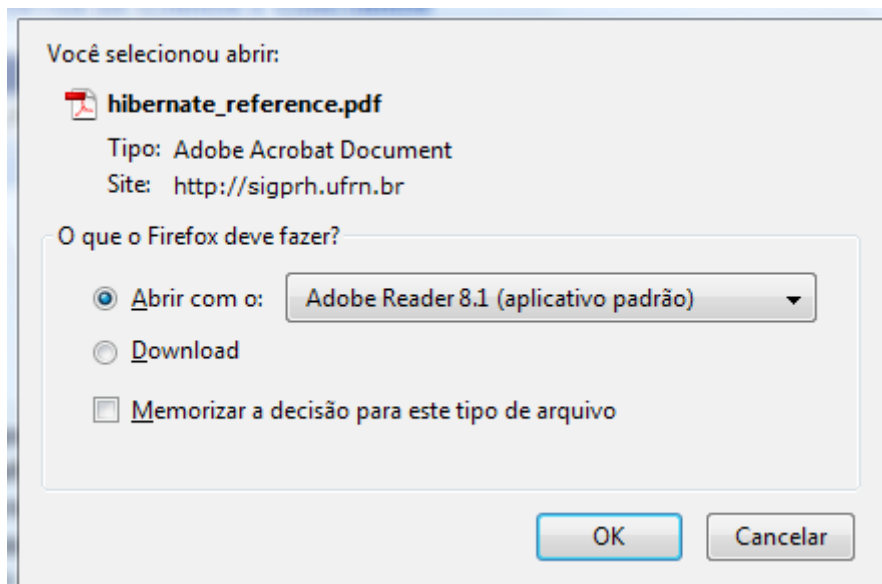 Você selecionou abrir:
hibernate_reference.pdf
Tipo: Adobe Acrobat Document
Site: http://sigprh.ufrn.br
O que o Firefox deve fazer?
Abrir com o: Adobe Reader 8.1 (aplicativo padrão)
Download
Memorizar a decisão para este tipo de arquivo
OK Cancelar